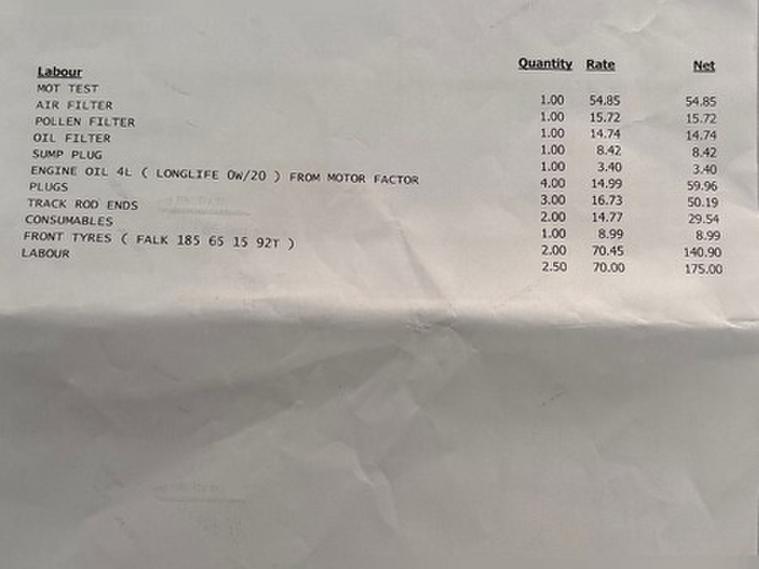 Labour Quantity Rate Net
MOT TEST 1.00 54.85 54.85
AIR FILTER 1.00 15.72 15.72
POLLEN FILTER 1.00 14.74 14.74
OIL FILTER 1.00 8.42 8.42
SUMP PLUG 1.00 3.40 3.40
ENGINE OIL 4L ( LONGLIFE 0W/20 ) FROM MOTOR FACTOR 4.00 14.99 59.96
PLUGS 3.00 16.73 50.19
TRACK ROD ENDS 2.00 14.77 29.54
CONSUMABLES 1.00 8.99 8.99
FRONT TYRES ( FALK 185 65 15 92T ) 2.00 70.45 140.90
LABOUR 2.50 70.00 175.00